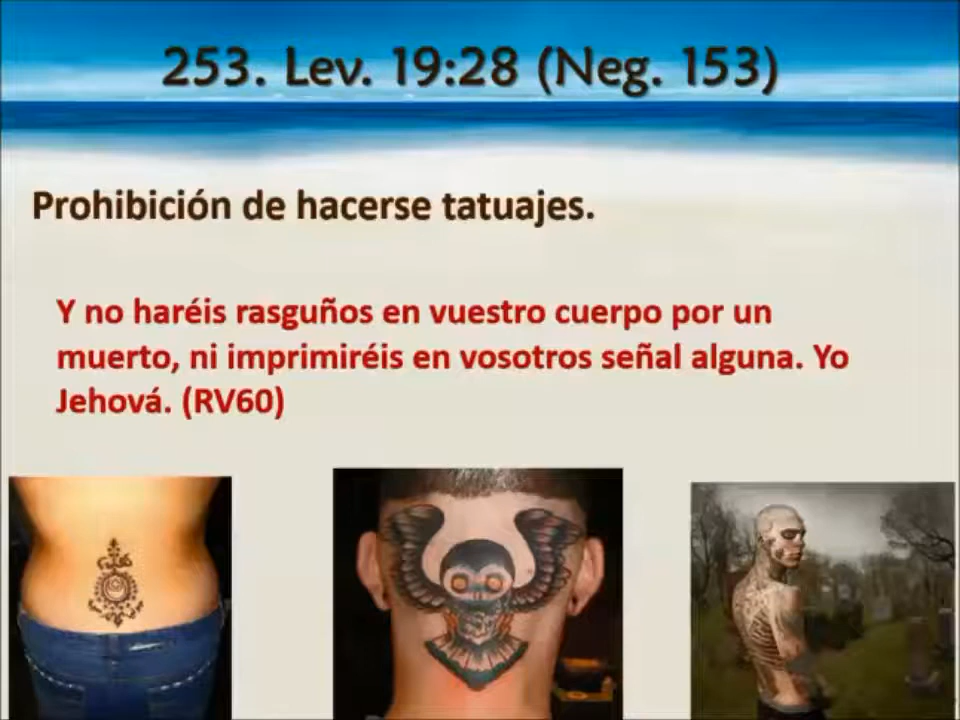 253. Lev. 19:28 (Neg. 153)
Prohibición de hacerse tatuajes.
Y no haréis rasguños en vuestro cuerpo por un
muerto, ni imprimiréis en vosotros señal alguna. Yo
Jehová. (RV60)